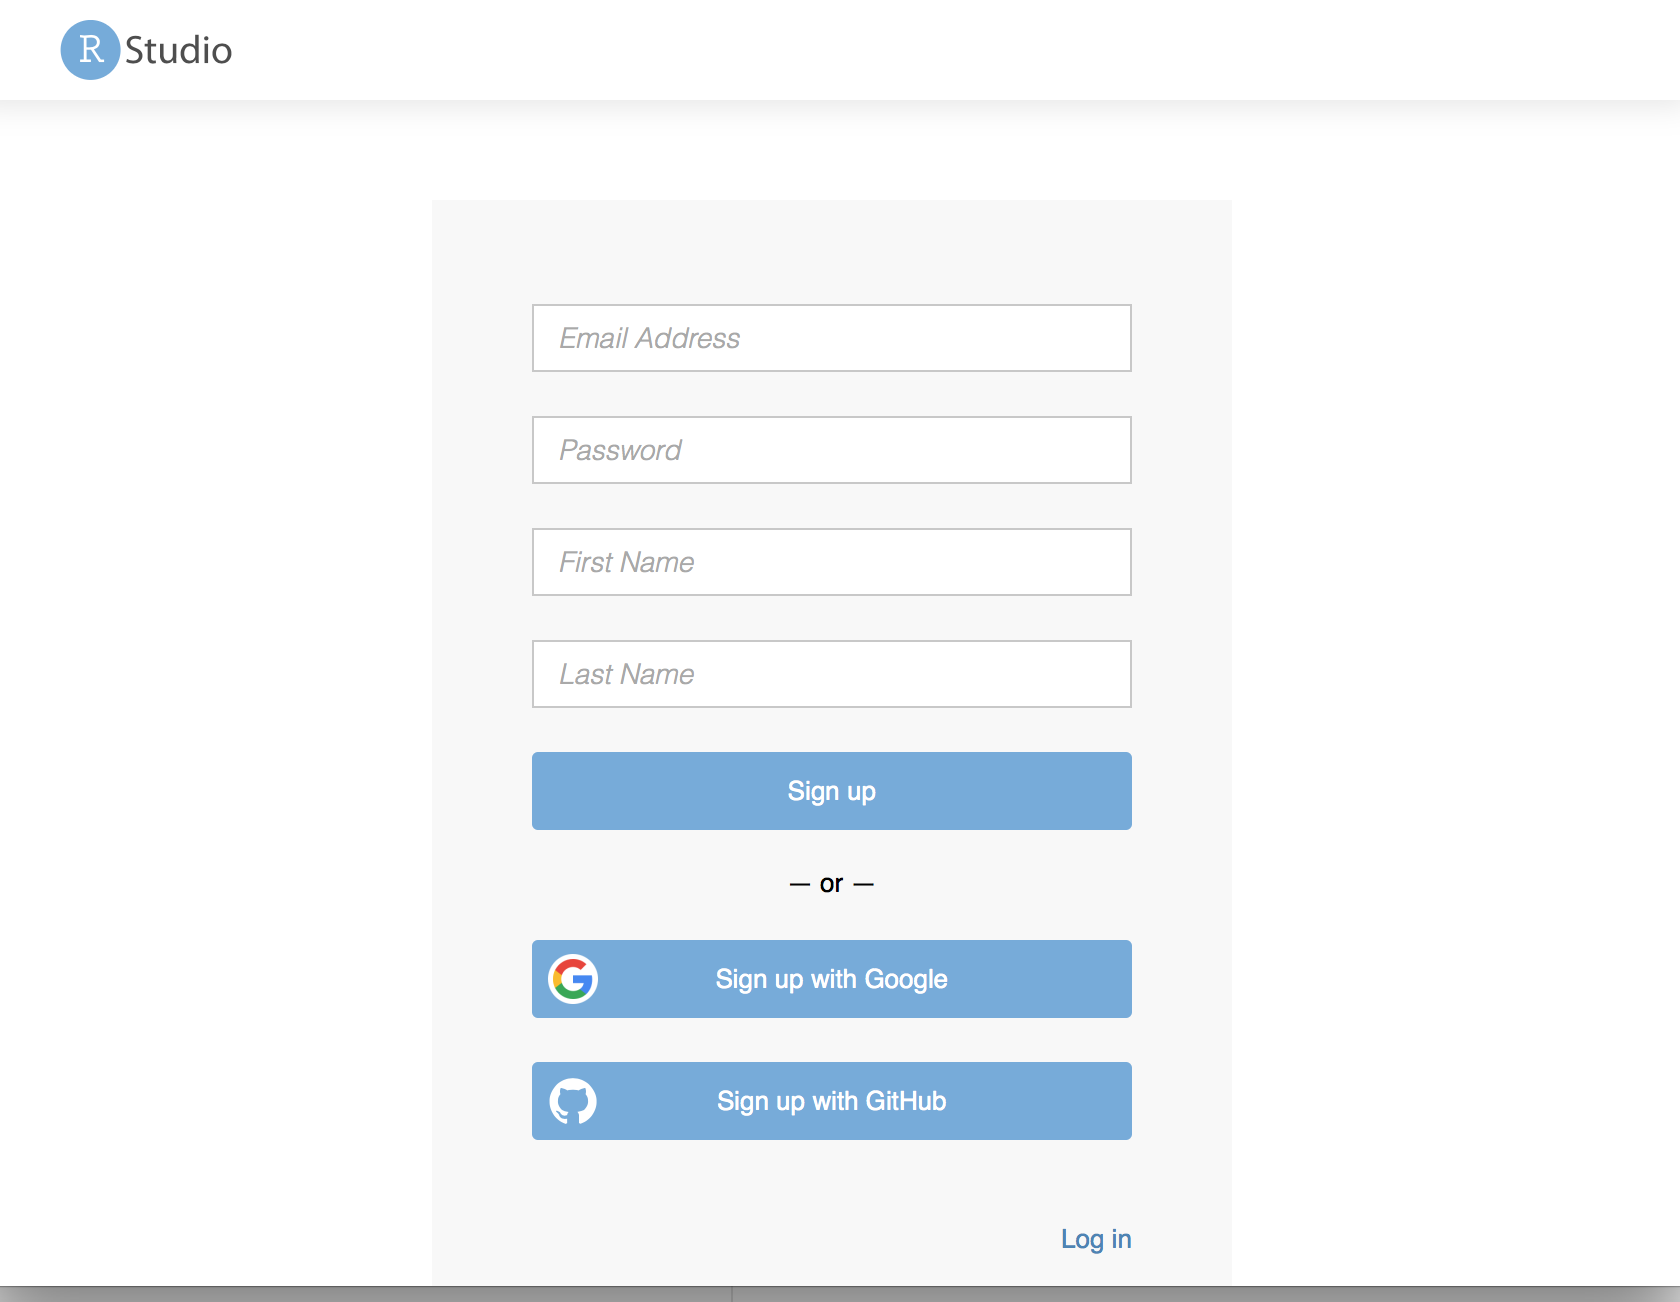 R Studio
Email Address
Password
First Name
Last Name
Sign up
— or —
Sign up with Google
Sign up with GitHub
Log in